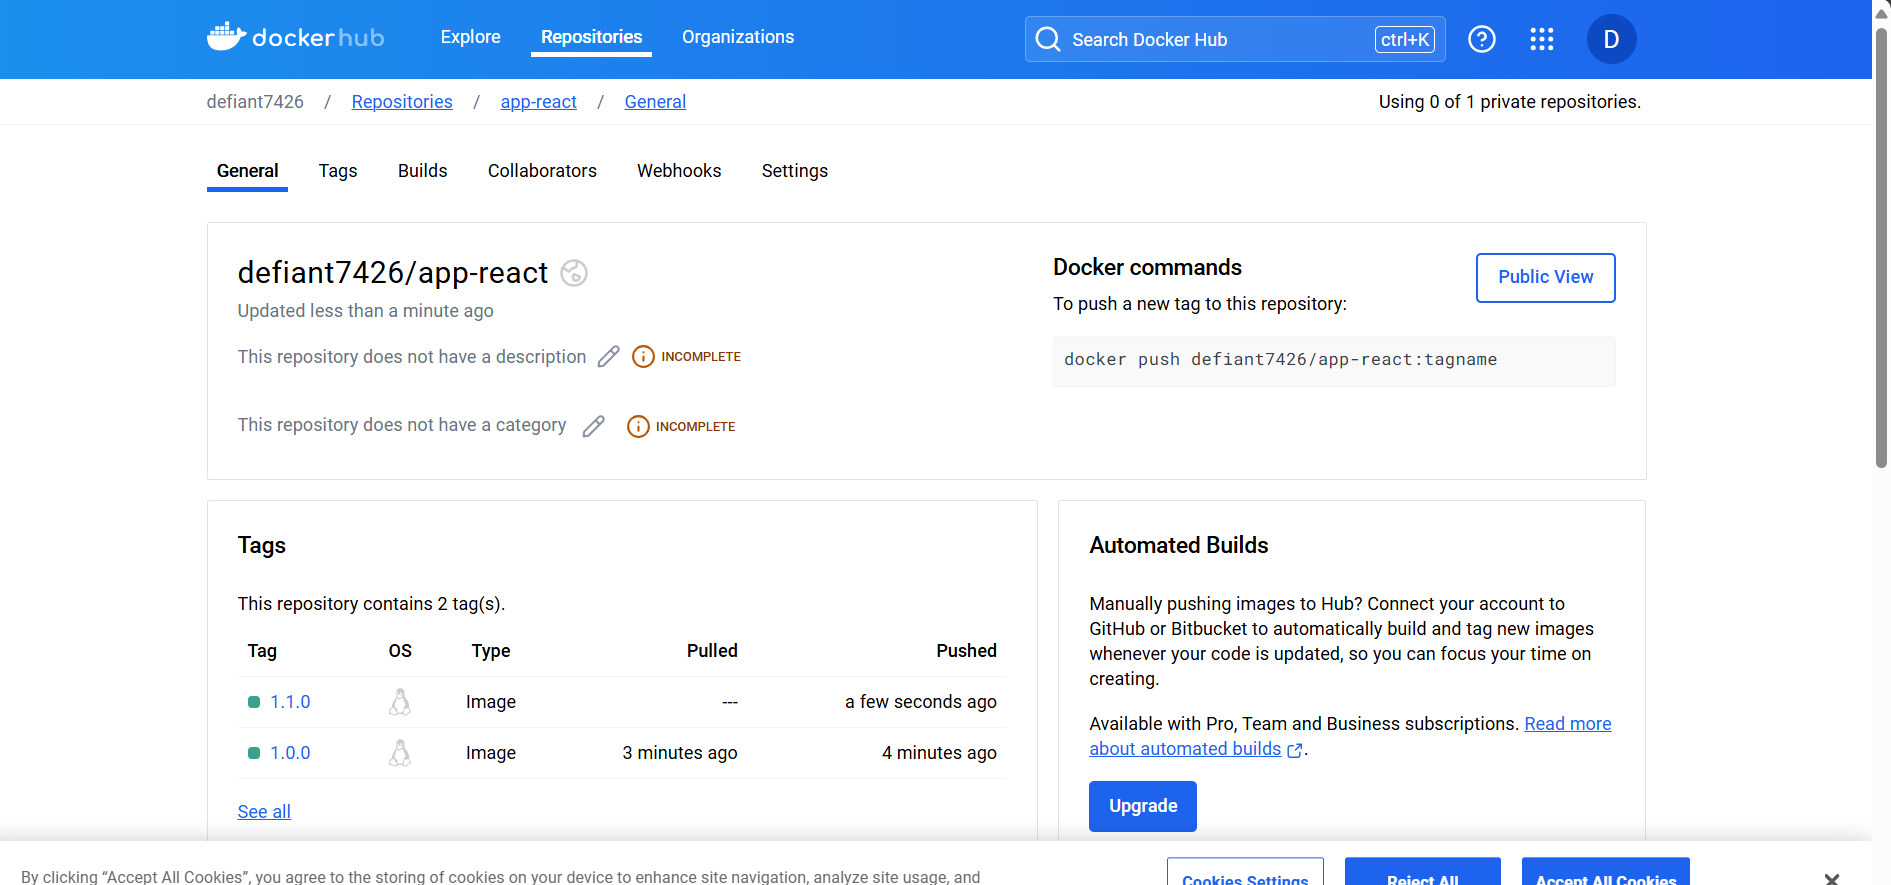 dockerhub Explore Repositories Organizations Search Docker Hub ctrl+K D
defiant7426 / Repositories / app-react / General Using 0 of 1 private repositories.
General Tags Builds Collaborators Webhooks Settings
defiant7426/app-react
Updated less than a minute ago
This repository does not have a description INCOMPLETE
This repository does not have a category INCOMPLETE
Docker commands
To push a new tag to this repository:
Public View
docker push defiant7426/app-react:tagname
Tags
This repository contains 2 tag(s).
Tag OS Type Pulled Pushed
1.1.0 Image --- a few seconds ago
1.0.0 Image 3 minutes ago 4 minutes ago
See all
Automated Builds
Manually pushing images to Hub? Connect your account to
GitHub or Bitbucket to automatically build and tag new images
whenever your code is updated, so you can focus your time on
creating.
Available with Pro, Team and Business subscriptions. Read more
about automated builds .
Upgrade
By clicking “Accept All Cookies”, you agree to the storing of cookies on your device to enhance site navigation, analyze site usage, and
Cookies Settings Reject All Accept All Cookies